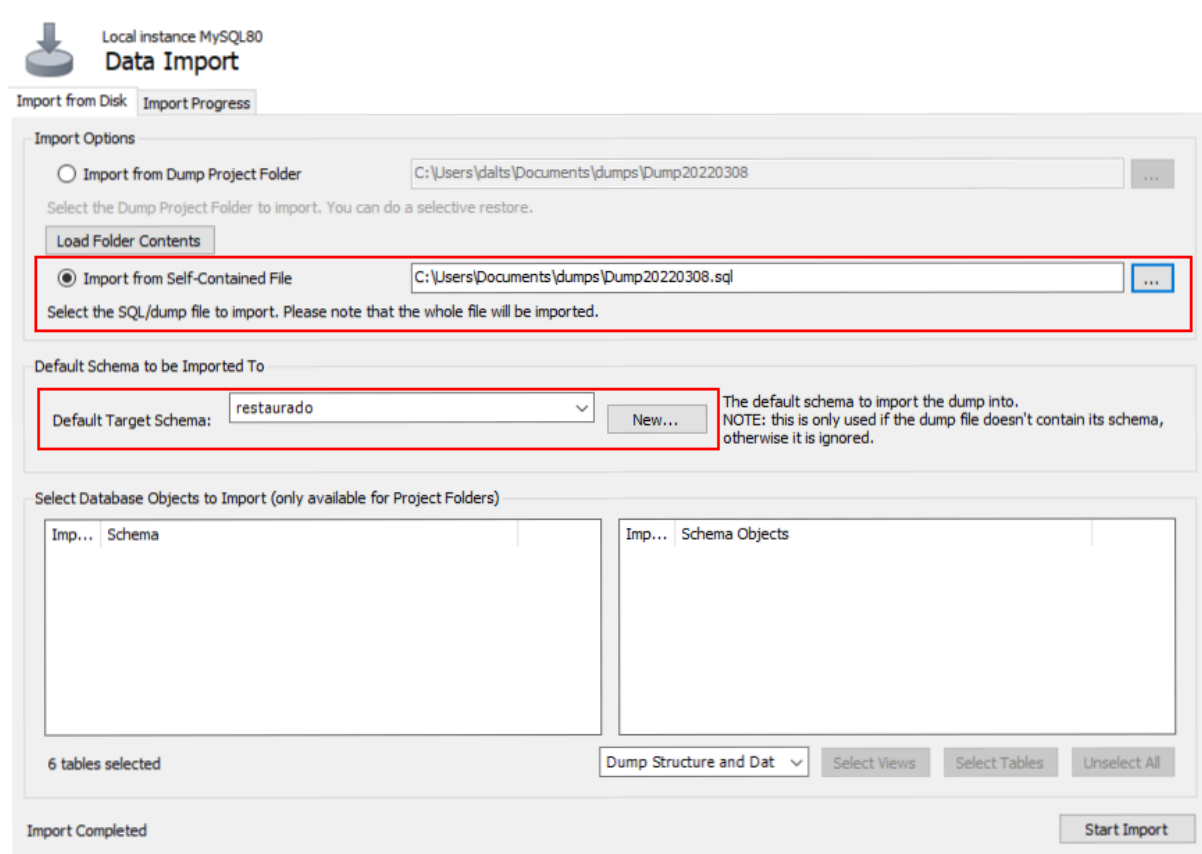 Local instance MySQL80
Data Import
Import from Disk
Import Progress
Import Options
Import from Dump Project Folder
C:\Users\dalts\Documents\dumps\Dump20220308
...
Select the Dump Project Folder to import. You can do a selective restore.
Load Folder Contents
Import from Self-Contained File
C:\Users\Documents\dumps\Dump20220308.sql
...
Select the SQL/dump file to import. Please note that the whole file will be imported.
Default Schema to be Imported To
Default Target Schema:
restaurado
New...
The default schema to import the dump into.
NOTE: this is only used if the dump file doesn't contain its schema,
otherwise it is ignored.
Select Database Objects to Import (only available for Project Folders)
Imp...
Schema
Imp...
Schema Objects
6 tables selected
Dump Structure and Dat
Select Views
Select Tables
Unselect All
Import Completed
Start Import